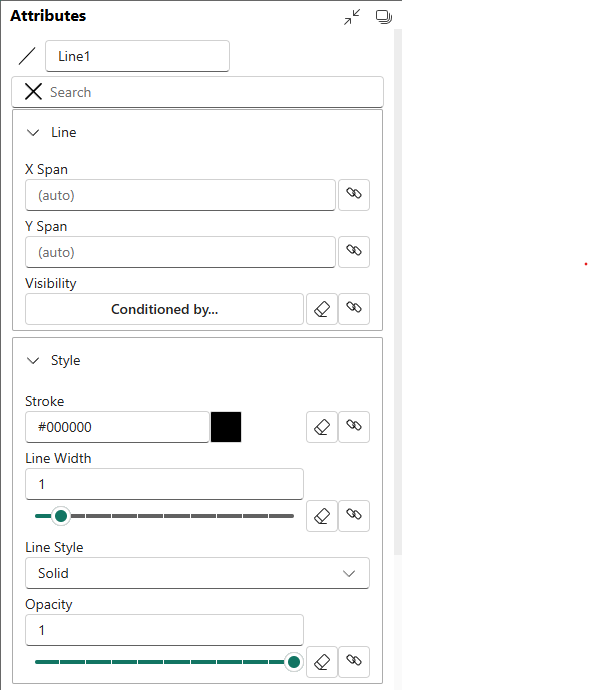 Attributes
Line1
Search
Line
X Span
(auto)
Y Span
(auto)
Visibility
Conditioned by...
Style
Stroke
#000000
Line Width
1
Line Style
Solid
Opacity
1